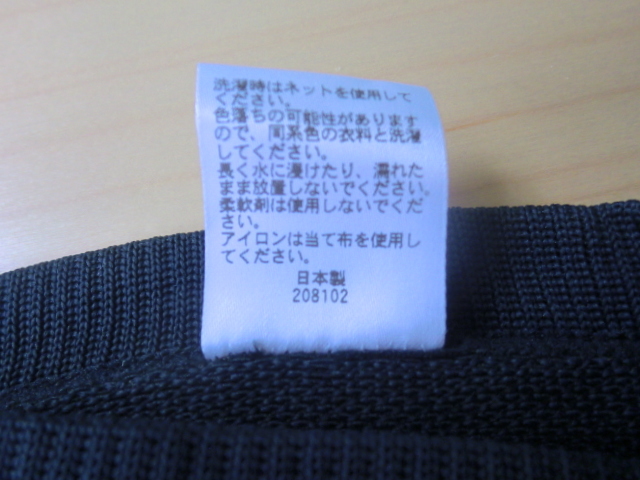 洗濯時はネットを使用して
ください。
色落ちの可能性があります
ので、同系色の衣料と洗濯
してください。
長く水に浸けたり、濡れた
まま放置しないでください。
柔軟剤は使用しないでくだ
さい。
アイロンは当て布を使用し
てください。
日本製
208102